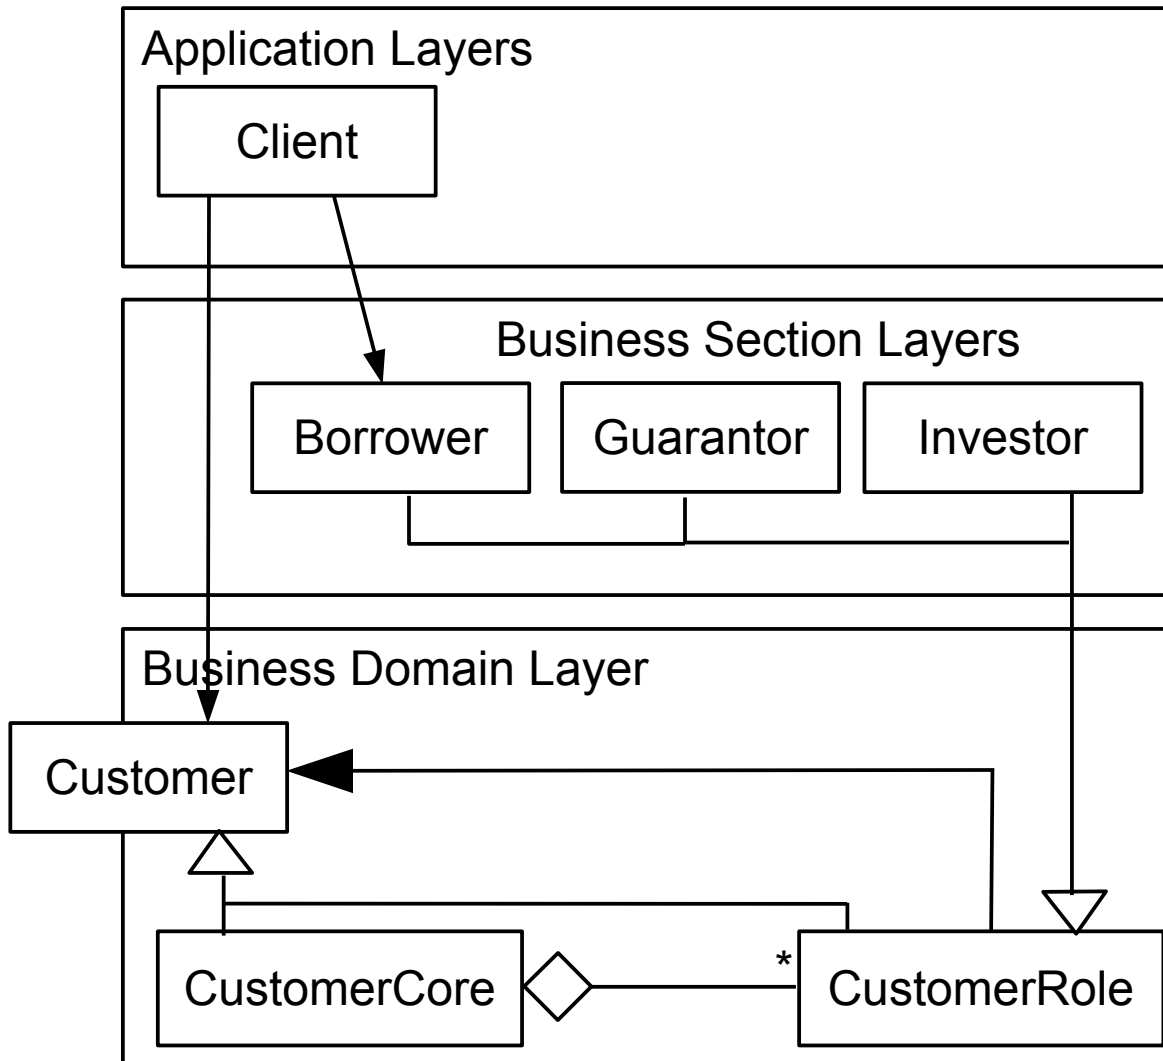 Application Layers
Client
Business Section Layers
Borrower
Guarantor
Investor
Business Domain Layer
Customer
*
CustomerCore
CustomerRole